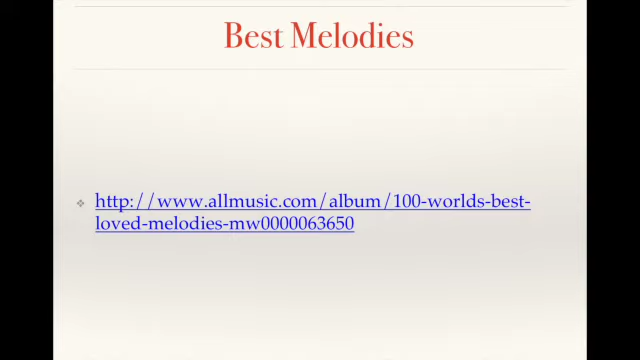 Best Melodies
http://www.allmusic.com/album/100-worlds-best-
loved-melodies-mw0000063650